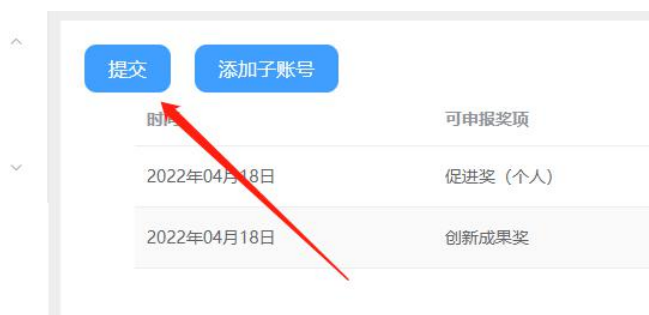 提交 添加子账号
时间 可申报奖项
2022年04月18日 促进奖（个人）
2022年04月18日 创新成果奖